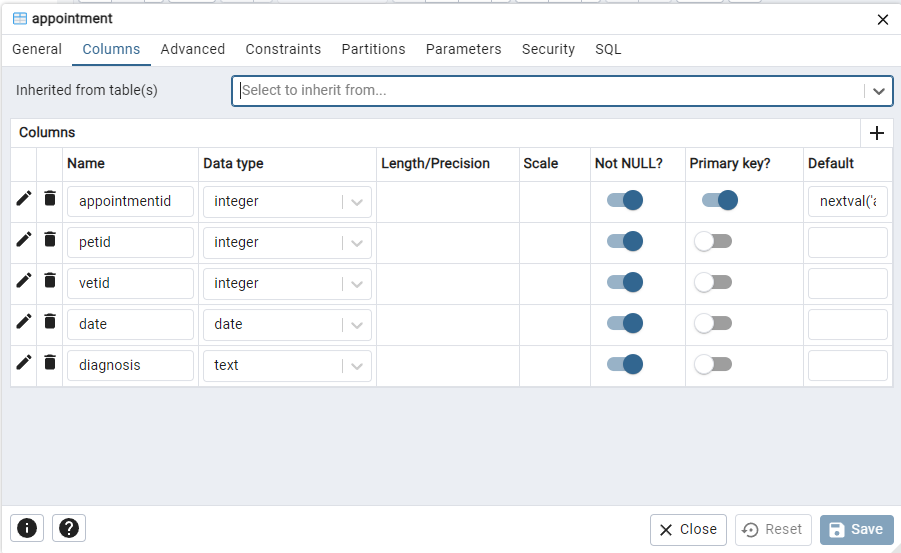 appointment
General Columns Advanced Constraints Partitions Parameters Security SQL
Inherited from table(s) Select to inherit from...
Columns
Name Data type Length/Precision Scale Not NULL? Primary key? Default
appointmentid integer nextval('a
petid integer
vetid integer
date date
diagnosis text
Close Reset Save